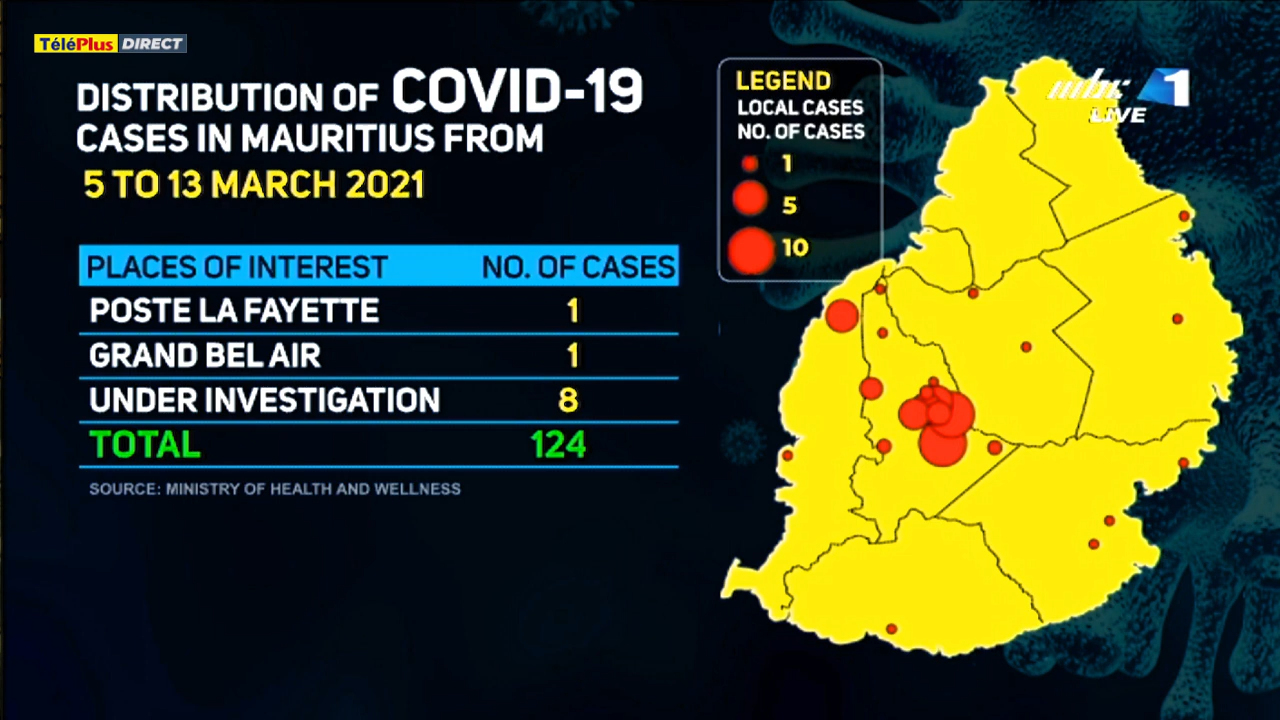 TéléPlus DIRECT
DISTRIBUTION OF COVID-19
CASES IN MAURITIUS FROM
5 TO 13 MARCH 2021
PLACES OF INTEREST NO. OF CASES
POSTE LA FAYETTE 1
GRAND BEL AIR 1
UNDER INVESTIGATION 8
TOTAL 124
SOURCE: MINISTRY OF HEALTH AND WELLNESS
LEGEND
LOCAL CASES
NO. OF CASES
1
5
10
mbc 1
LIVE